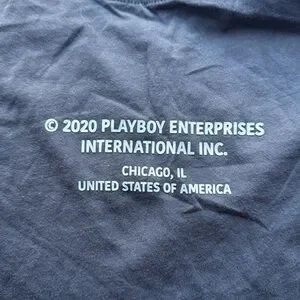 © 2020 PLAYBOY ENTERPRISES
INTERNATIONAL INC.
CHICAGO, IL
UNITED STATES OF AMERICA